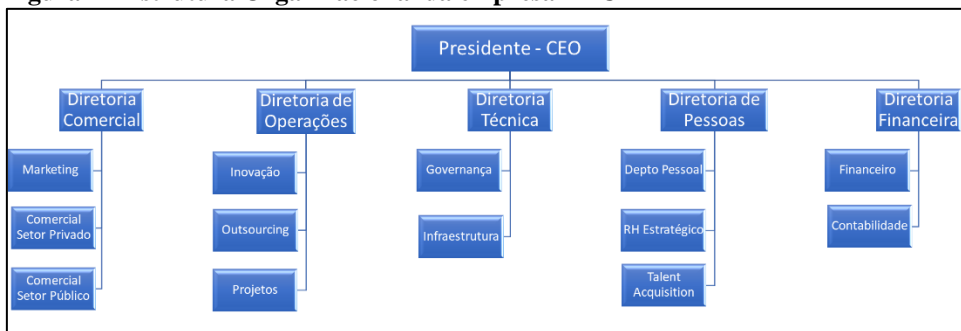 Presidente - CEO
Diretoria
Comercial
Diretoria de
Operações
Diretoria
Técnica
Diretoria de
Pessoas
Diretoria
Financeira
Marketing
Comercial
Setor Privado
Comercial
Setor Público
Inovação
Outsourcing
Projetos
Governança
Infraestrutura
Depto Pessoal
RH Estratégico
Talent
Acquisition
Financeiro
Contabilidade